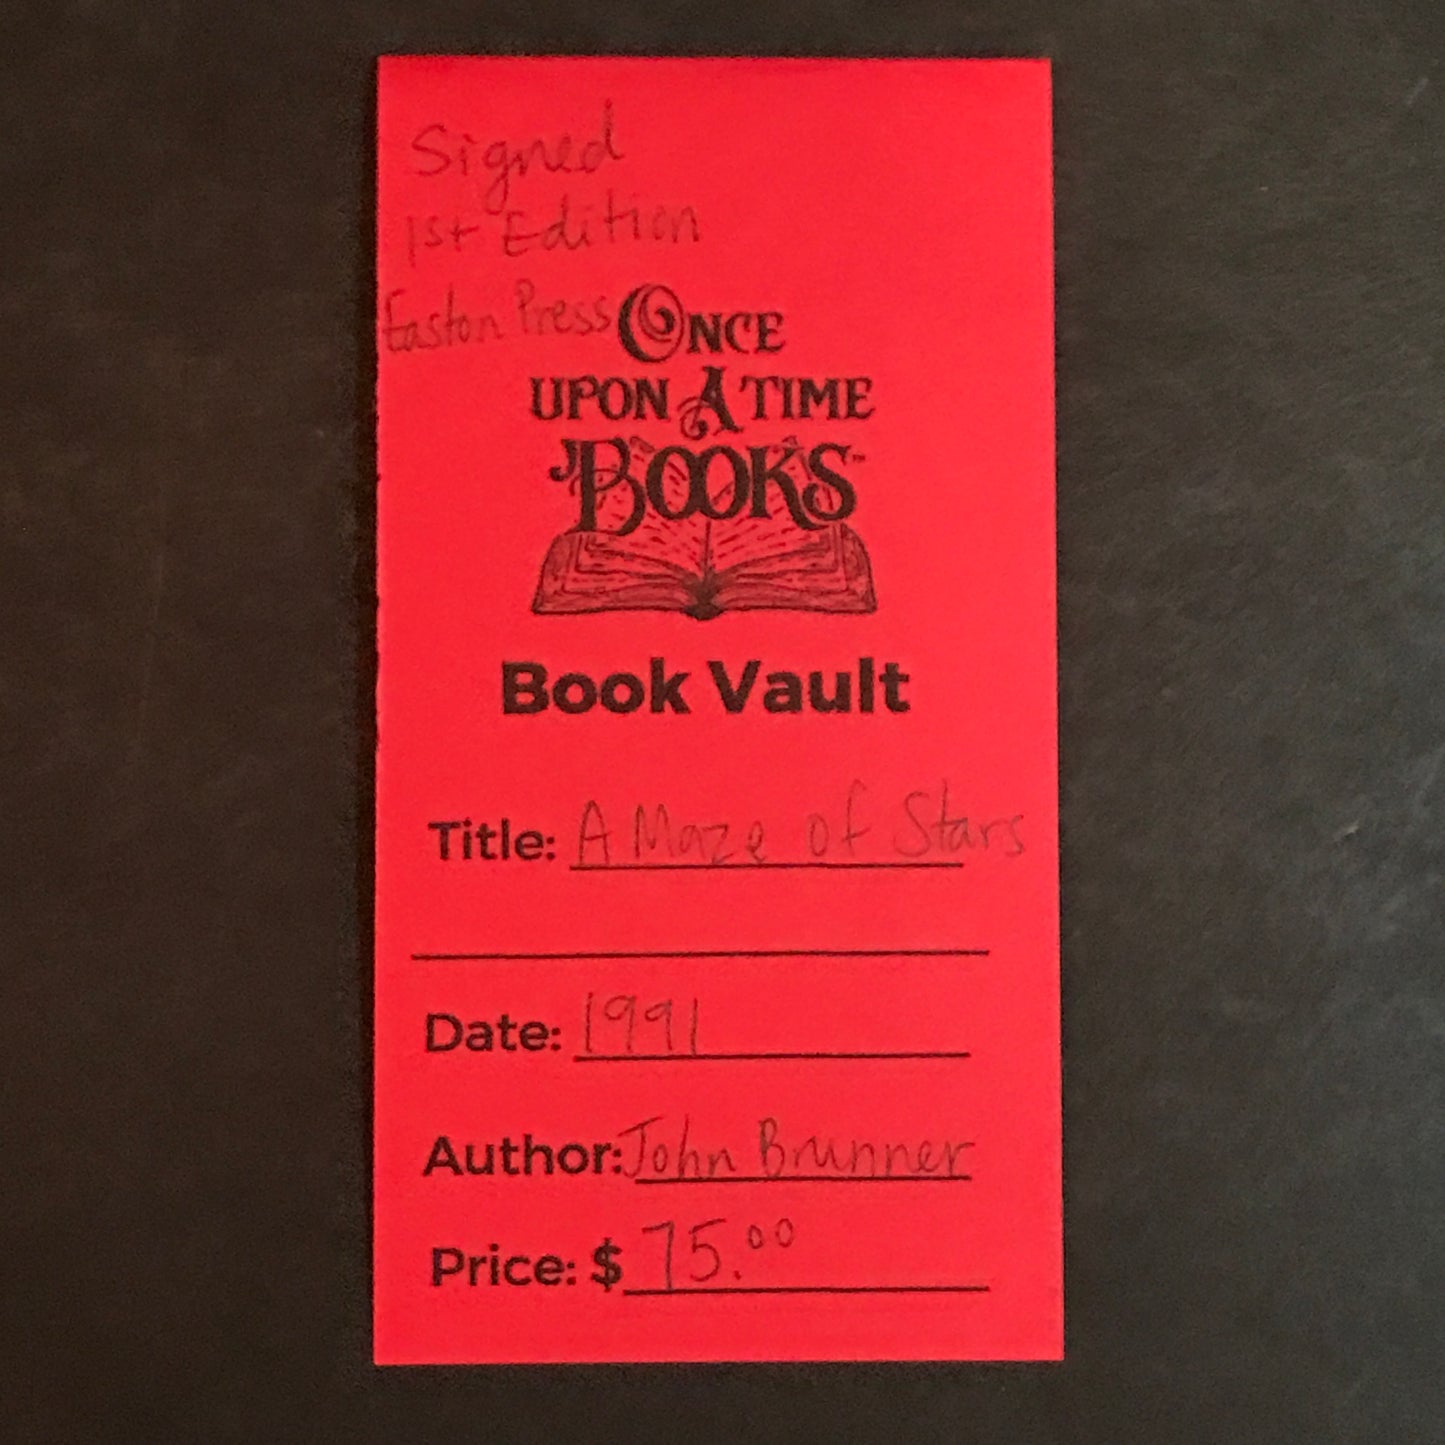 Signed
1st Edition
Easton Press
ONCE
UPON A TIME
BOOKS™
Book Vault
Title: A Maze of Stars
Date: 1991
Author: John Brunner
Price: $ 75.00